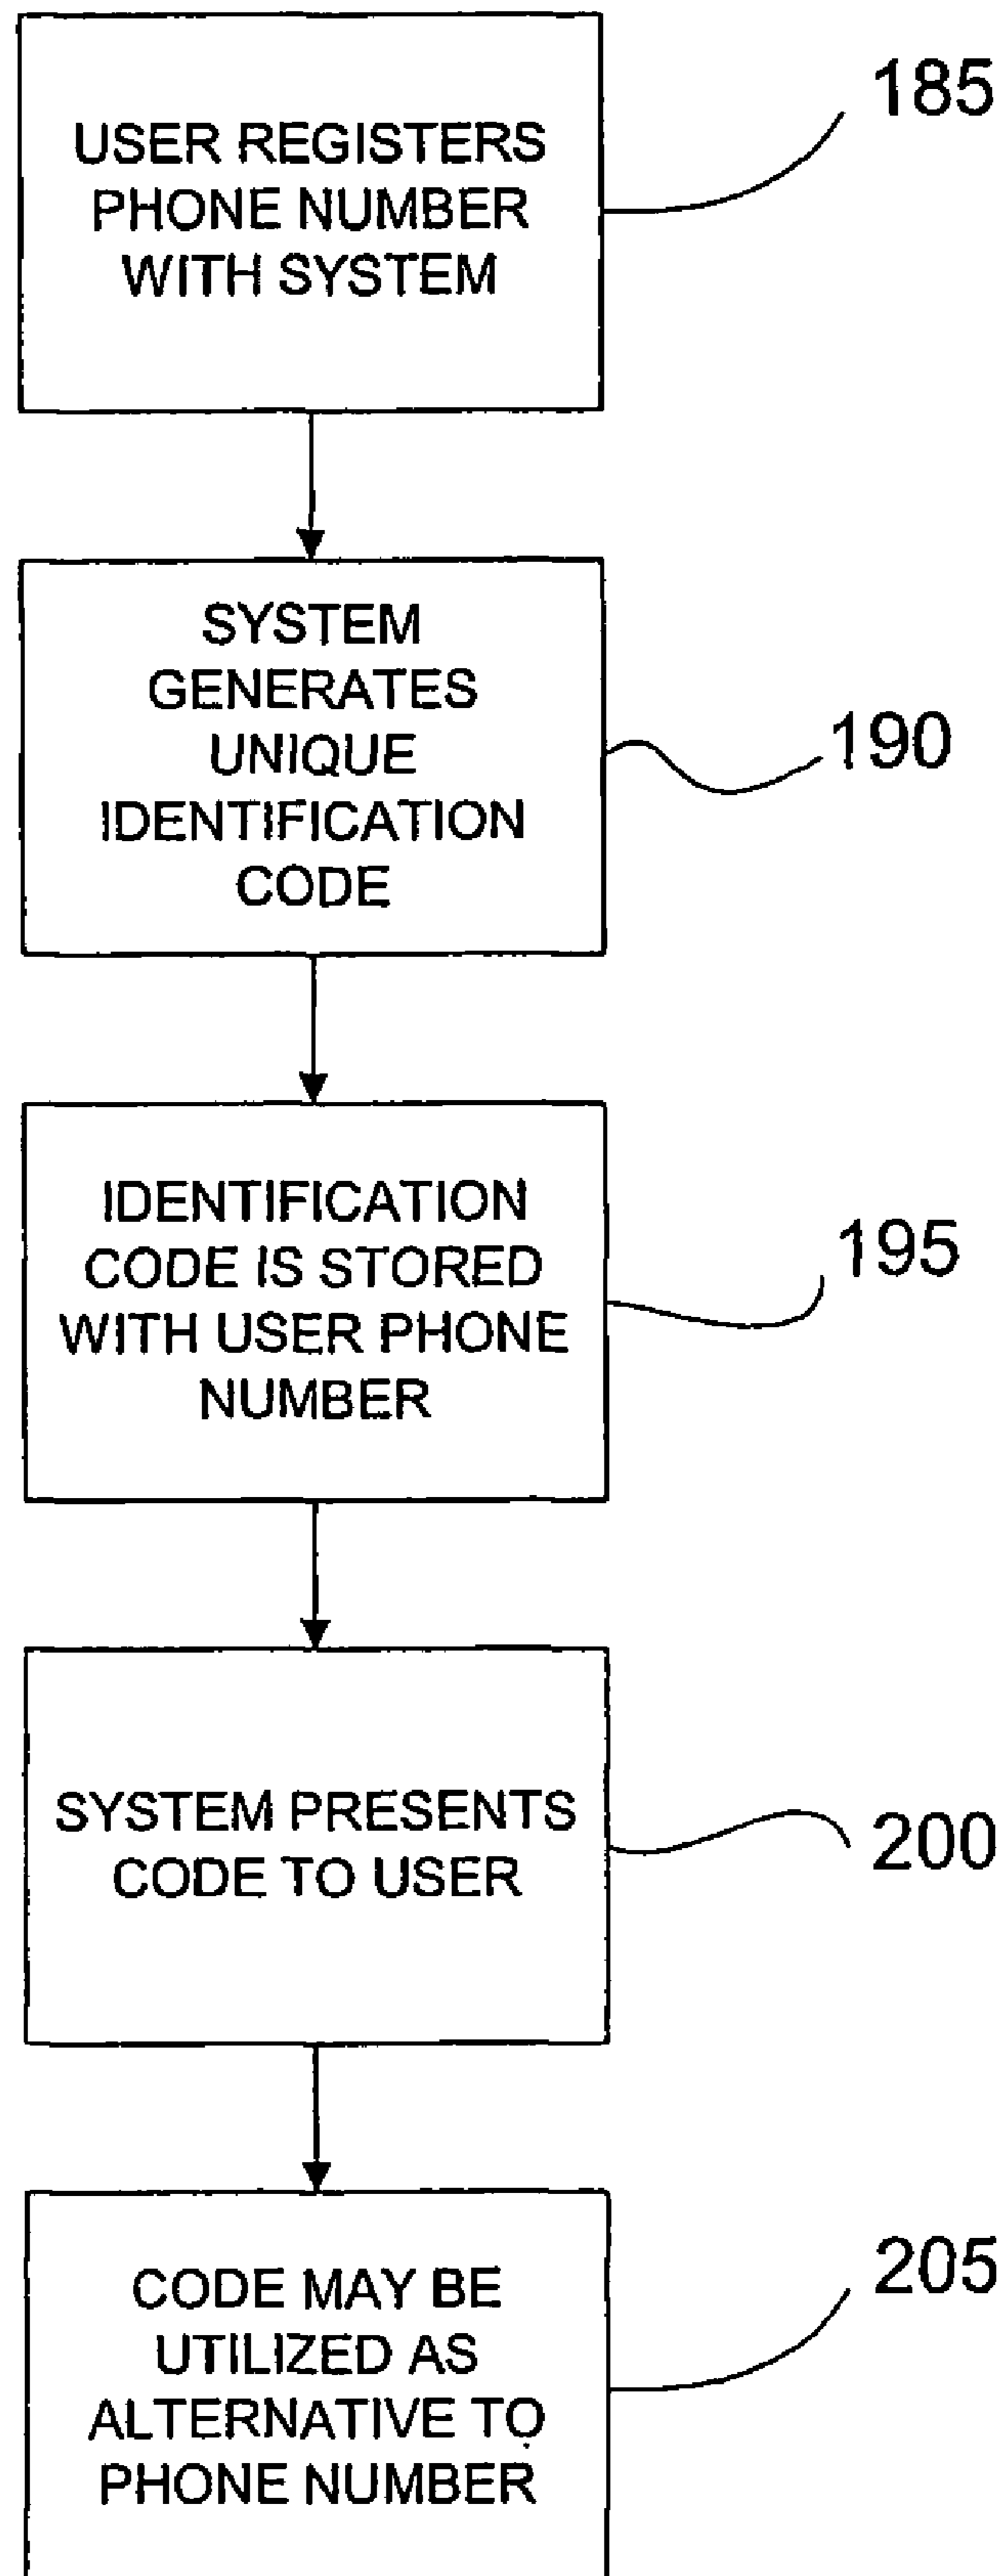 USER REGISTERS
PHONE NUMBER
WITH SYSTEM
185
SYSTEM
GENERATES
UNIQUE
IDENTIFICATION
CODE
190
IDENTIFICATION
CODE IS STORED
WITH USER PHONE
NUMBER
195
SYSTEM PRESENTS
CODE TO USER
200
CODE MAY BE
UTILIZED AS
ALTERNATIVE TO
PHONE NUMBER
205